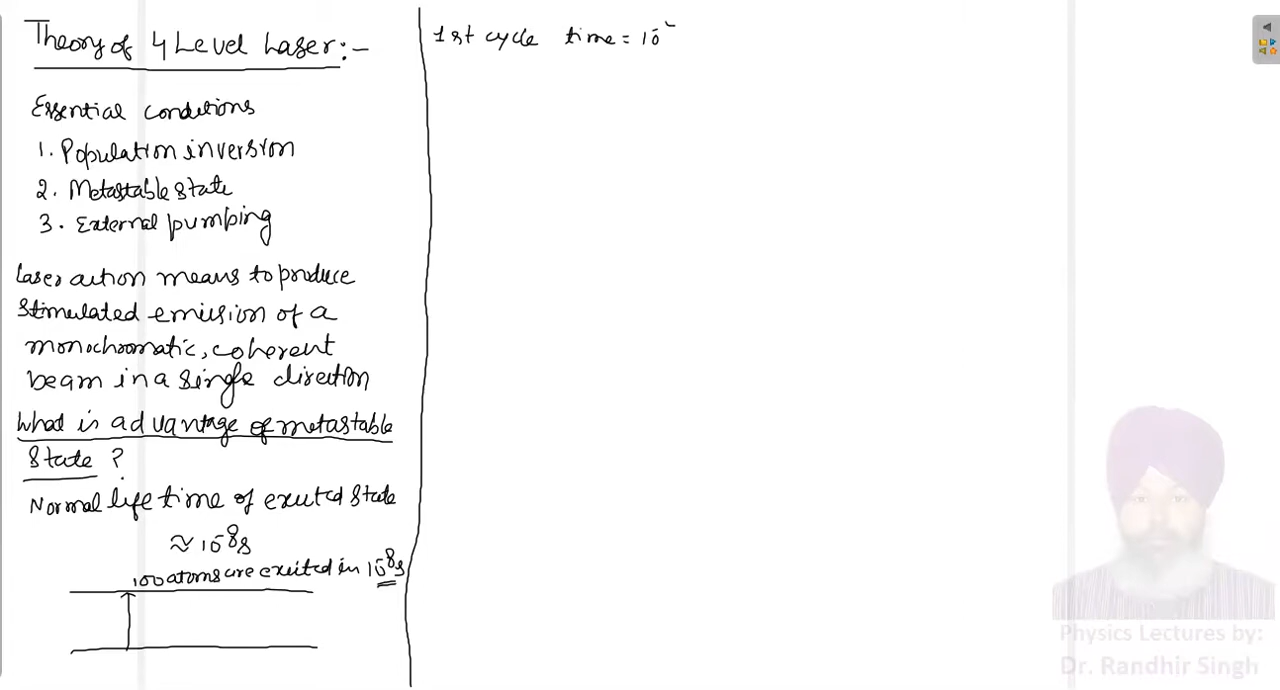 Theory of 4 Level Laser:-
Essential conditions
1. Population inversion
2. Metastable state
3. External pumping
Laser action means to produce
stimulated emission of a
monochromatic, coherent
beam in a single direction
What is advantage of metastable
state ?
Normal life time of excited state
≈ 10⁻⁸s
100 atoms are excited in 10⁻⁸s
1st cycle time = 10⁻
Physics Lectures by:
Dr. Randhir Singh